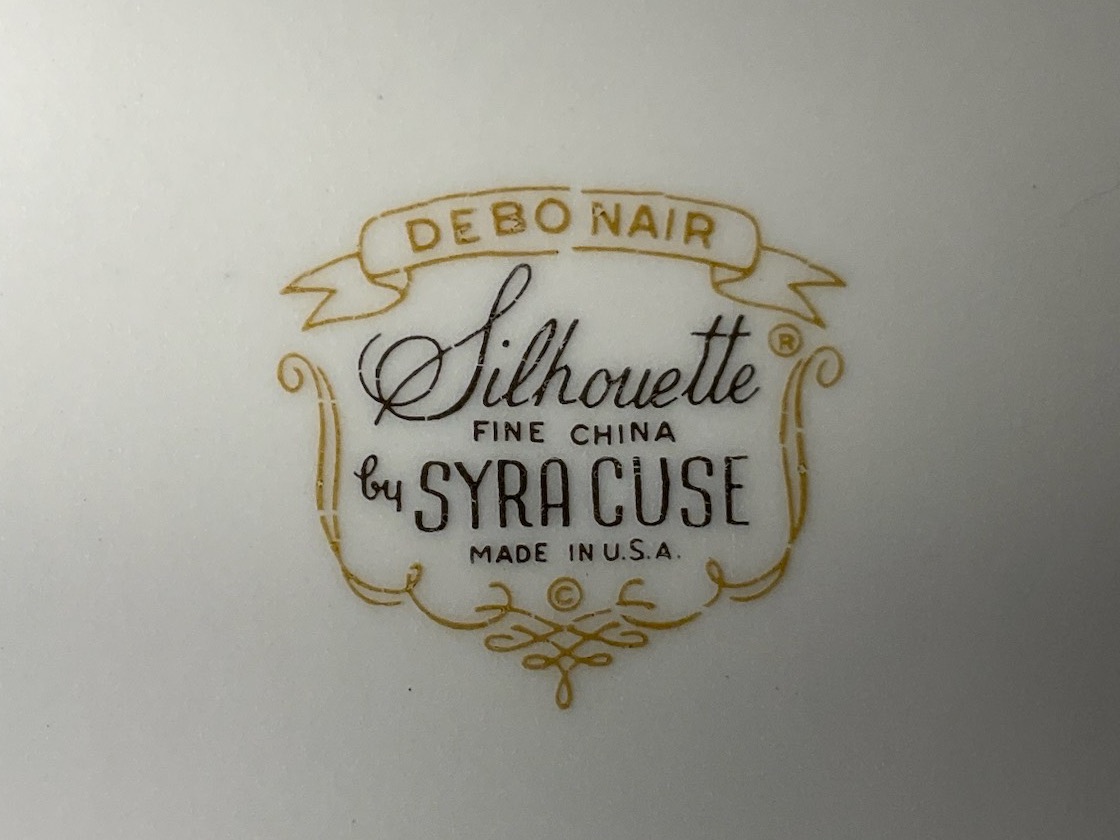 DEBONAIR
Silhouette ®
FINE CHINA
by SYRACUSE
MADE IN U.S.A.
©